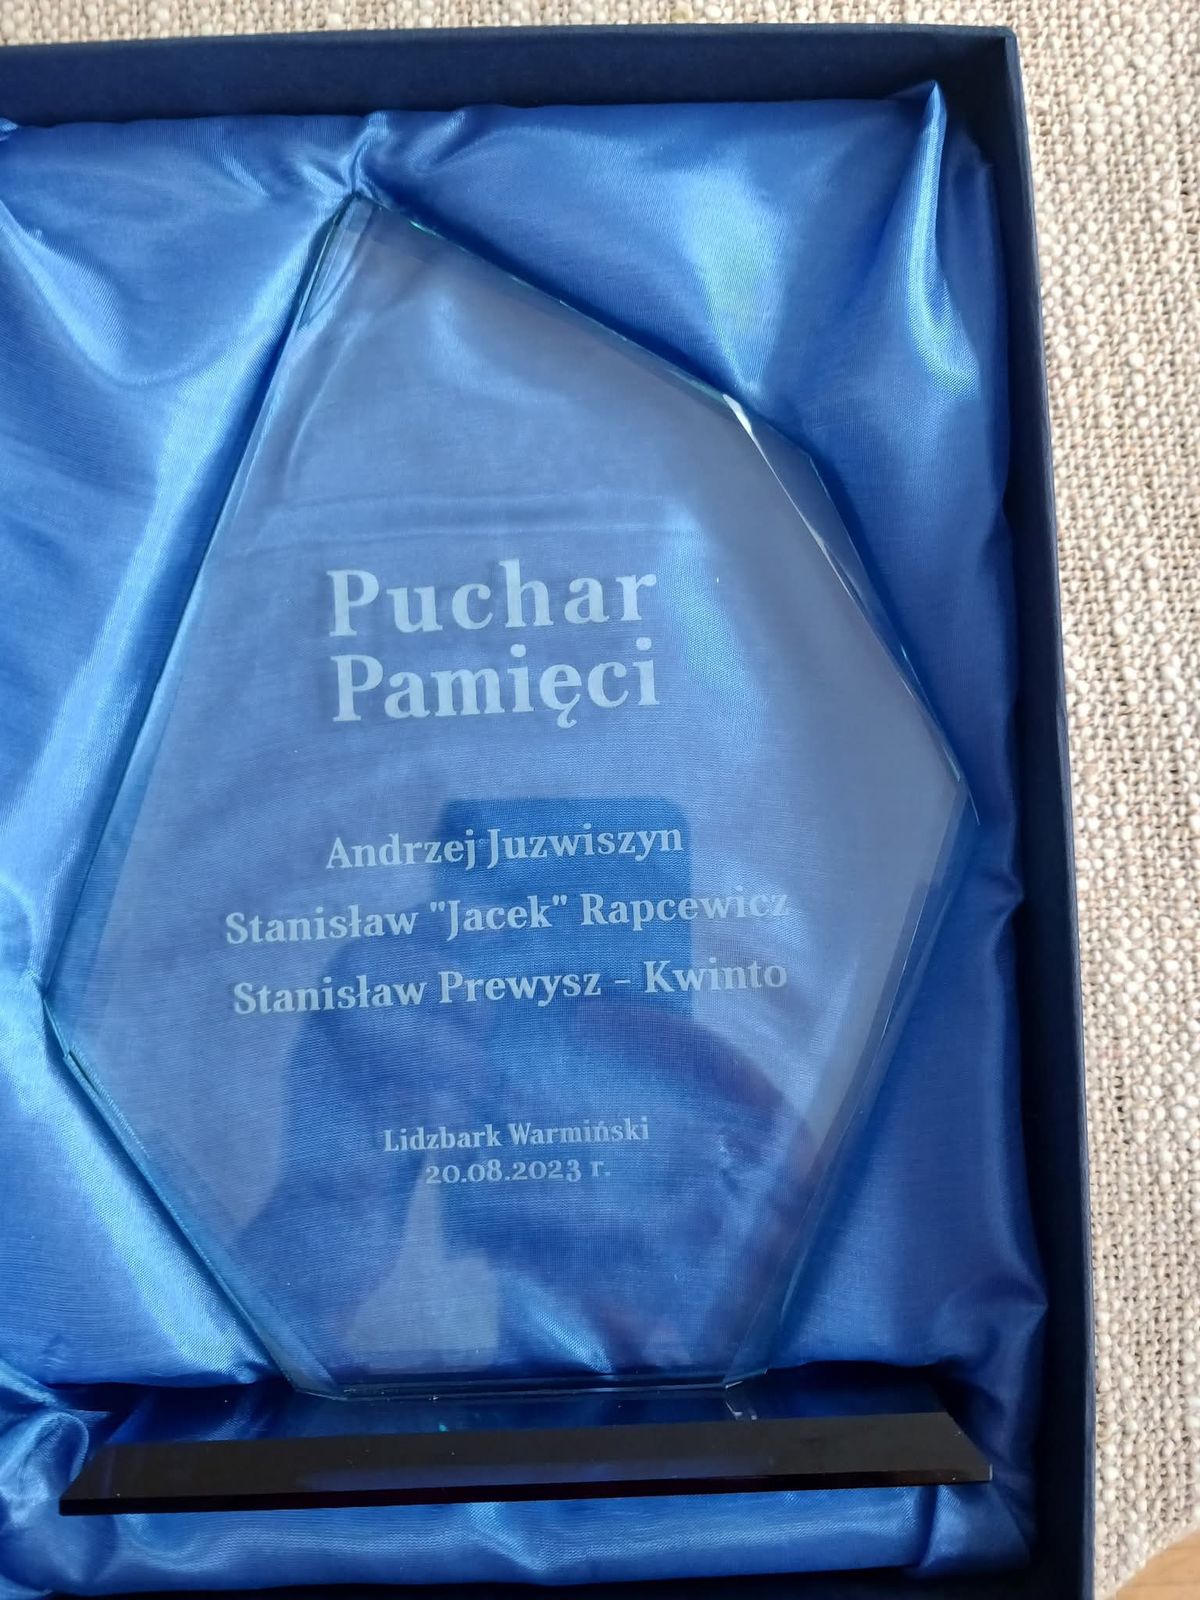 Puchar
Pamięci
Andrzej Juzwiszyn
Stanisław "Jacek" Rapcewicz
Stanisław Prewysz - Kwinto
Lidzbark Warmiński
20.08.2023 r.